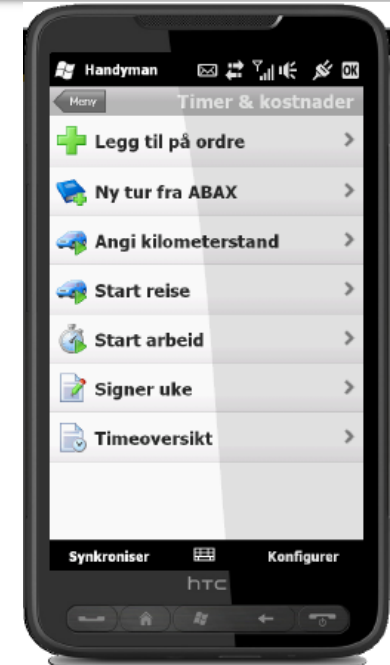 Handyman
OK
Meny
Timer & kostnader
Legg til på ordre
Ny tur fra ABAX
Angi kilometerstand
Start reise
Start arbeid
Signer uke
Timeoversikt
Synkroniser
Konfigurer
hTC